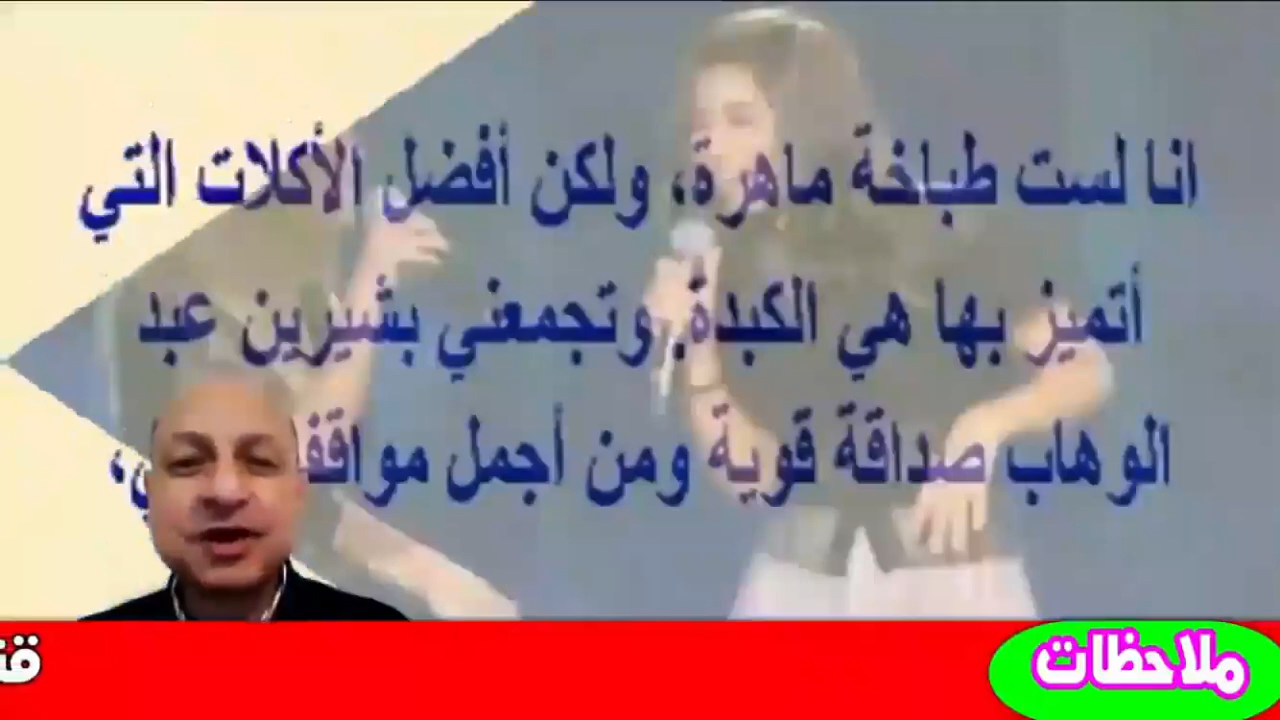 انا لست طباخة ماهرة، ولكن أفضل الأكلات التي
أتميز بها هي الكبدة. وتجمعني بشيرين عبد
الوهاب صداقة قوية ومن أجمل
ملاحظات